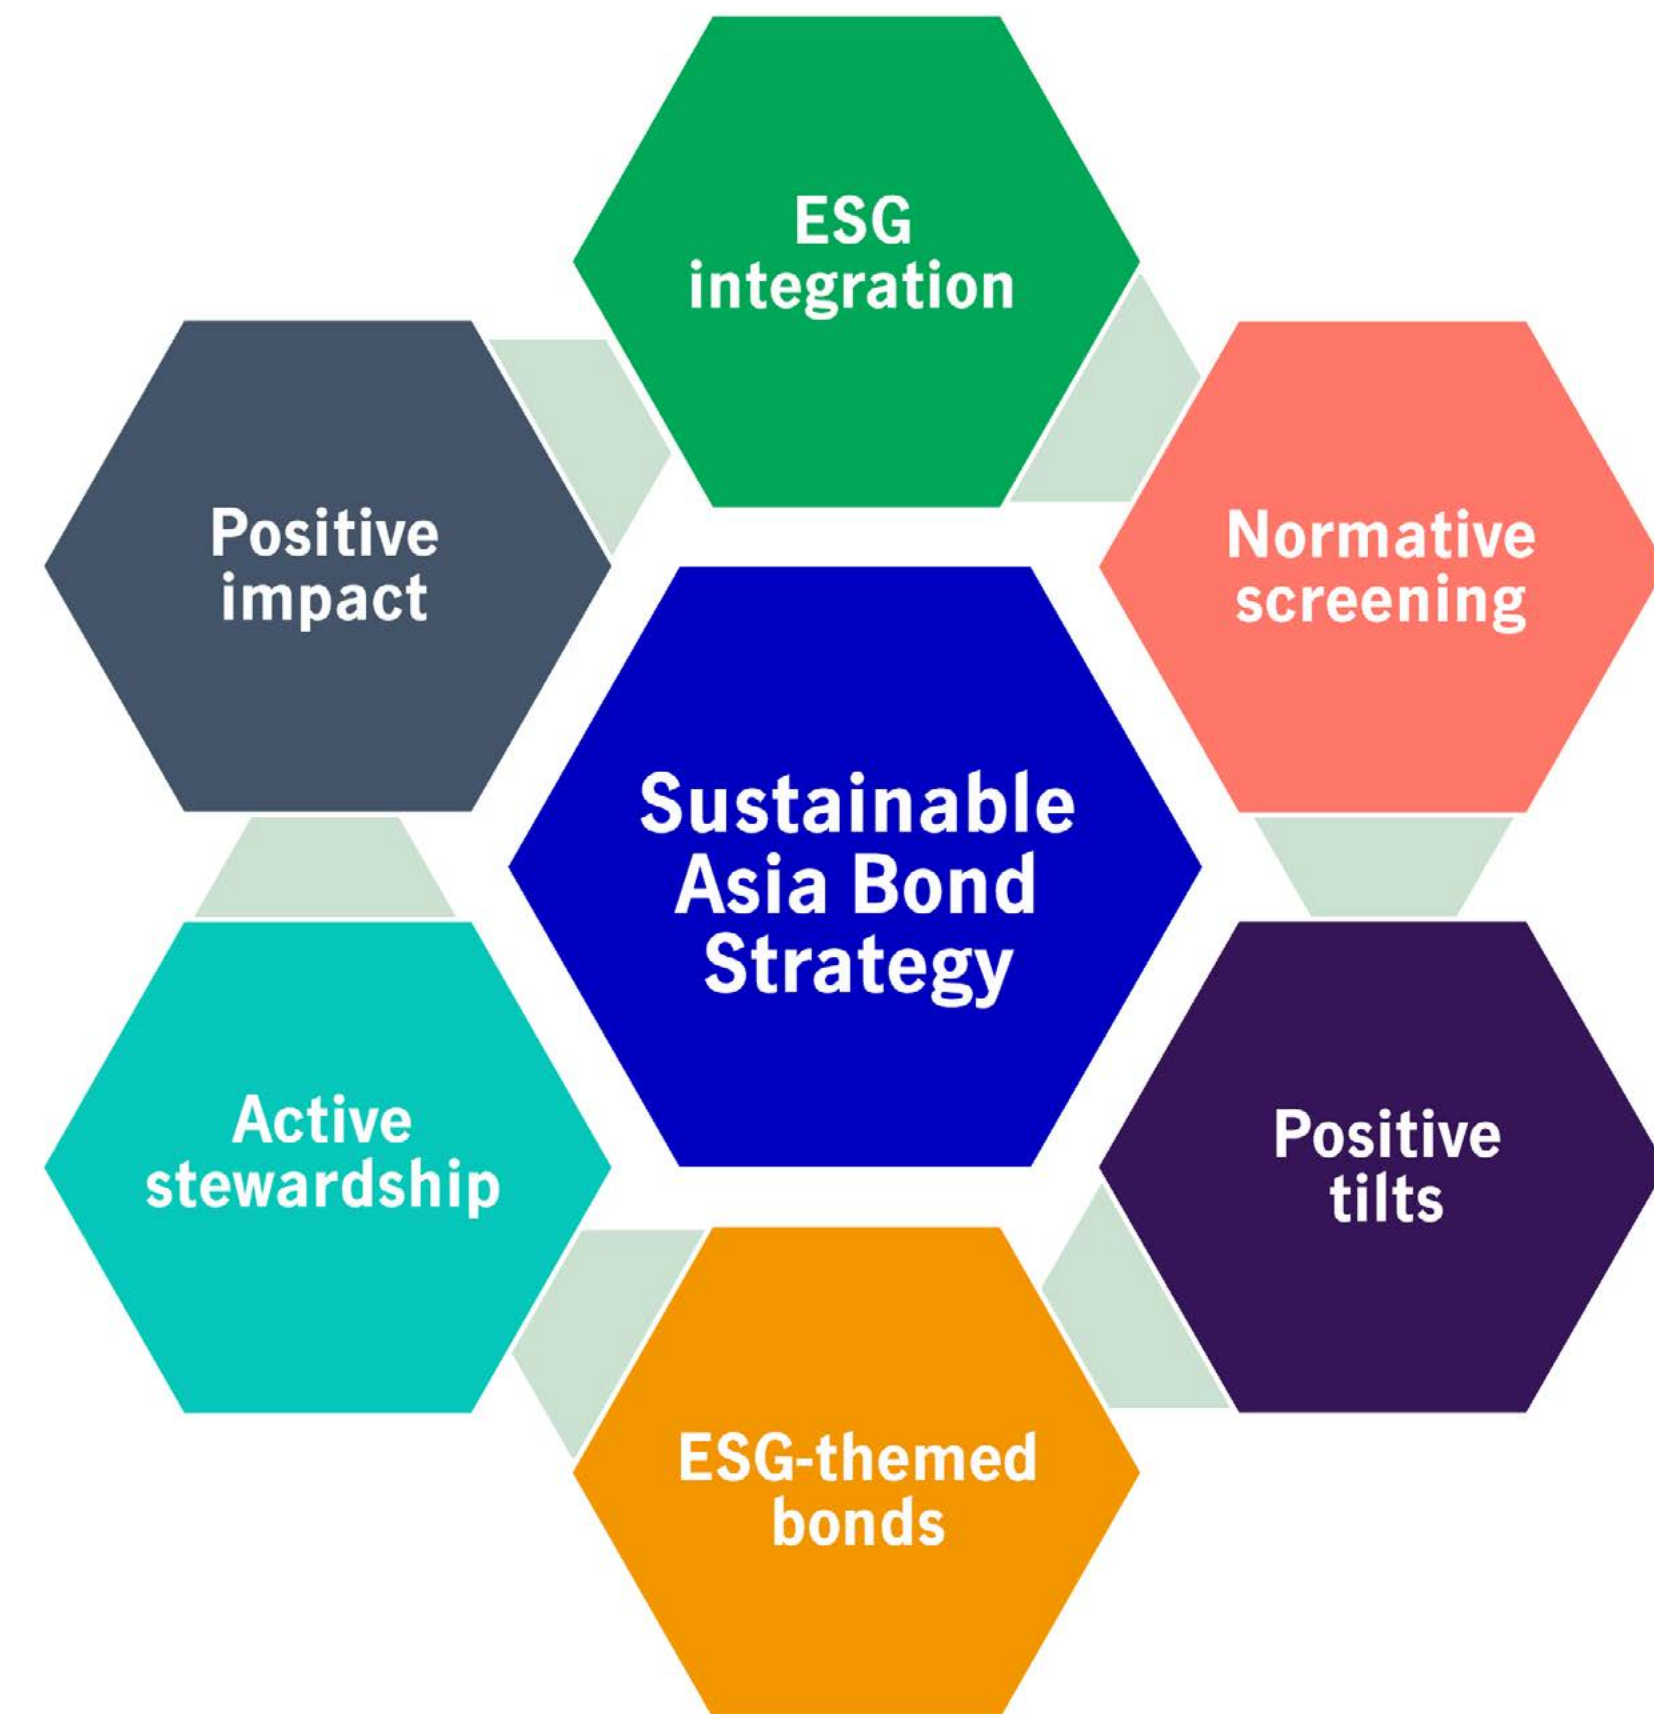 ESG
integration
Normative
screening
Positive
tilts
ESG-themed
bonds
Active
stewardship
Positive
impact
Sustainable
Asia Bond
Strategy